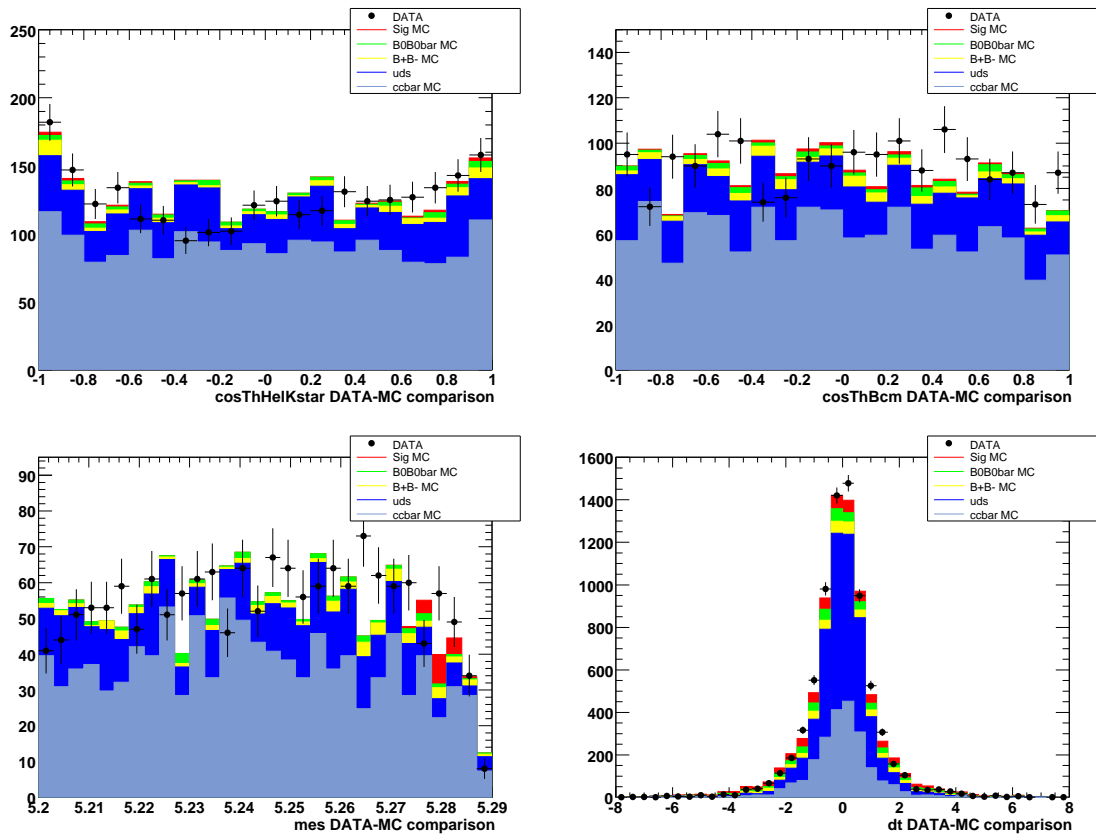 250
200
150
100
50
0
-1 -0.8 -0.6 -0.4 -0.2 -0 0.2 0.4 0.6 0.8 1
cosThHelKstar DATA-MC comparison
DATA
Sig MC
B0B0bar MC
B+B- MC
uds
ccbar MC
140
120
100
80
60
40
20
0
-1 -0.8 -0.6 -0.4 -0.2 -0 0.2 0.4 0.6 0.8 1
cosThBcm DATA-MC comparison
DATA
Sig MC
B0B0bar MC
B+B- MC
uds
ccbar MC
90
80
70
60
50
40
30
20
10
0
5.2 5.21 5.22 5.23 5.24 5.25 5.26 5.27 5.28 5.29
mes DATA-MC comparison
DATA
Sig MC
B0B0bar MC
B+B- MC
uds
ccbar MC
1600
1400
1200
1000
800
600
400
200
0
-8 -6 -4 -2 0 2 4 6 8
dt DATA-MC comparison
DATA
Sig MC
B0B0bar MC
B+B- MC
uds
ccbar MC